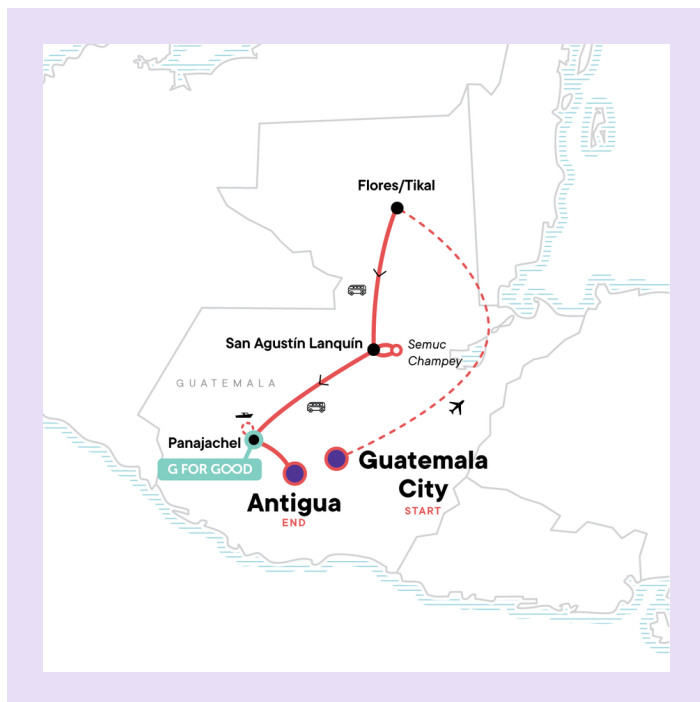 Flores/Tikal
San Agustín Lanquín
Semuc
Champey
GUATEMALA
Panajachel
G FOR GOOD
Guatemala
City
START
Antigua
END